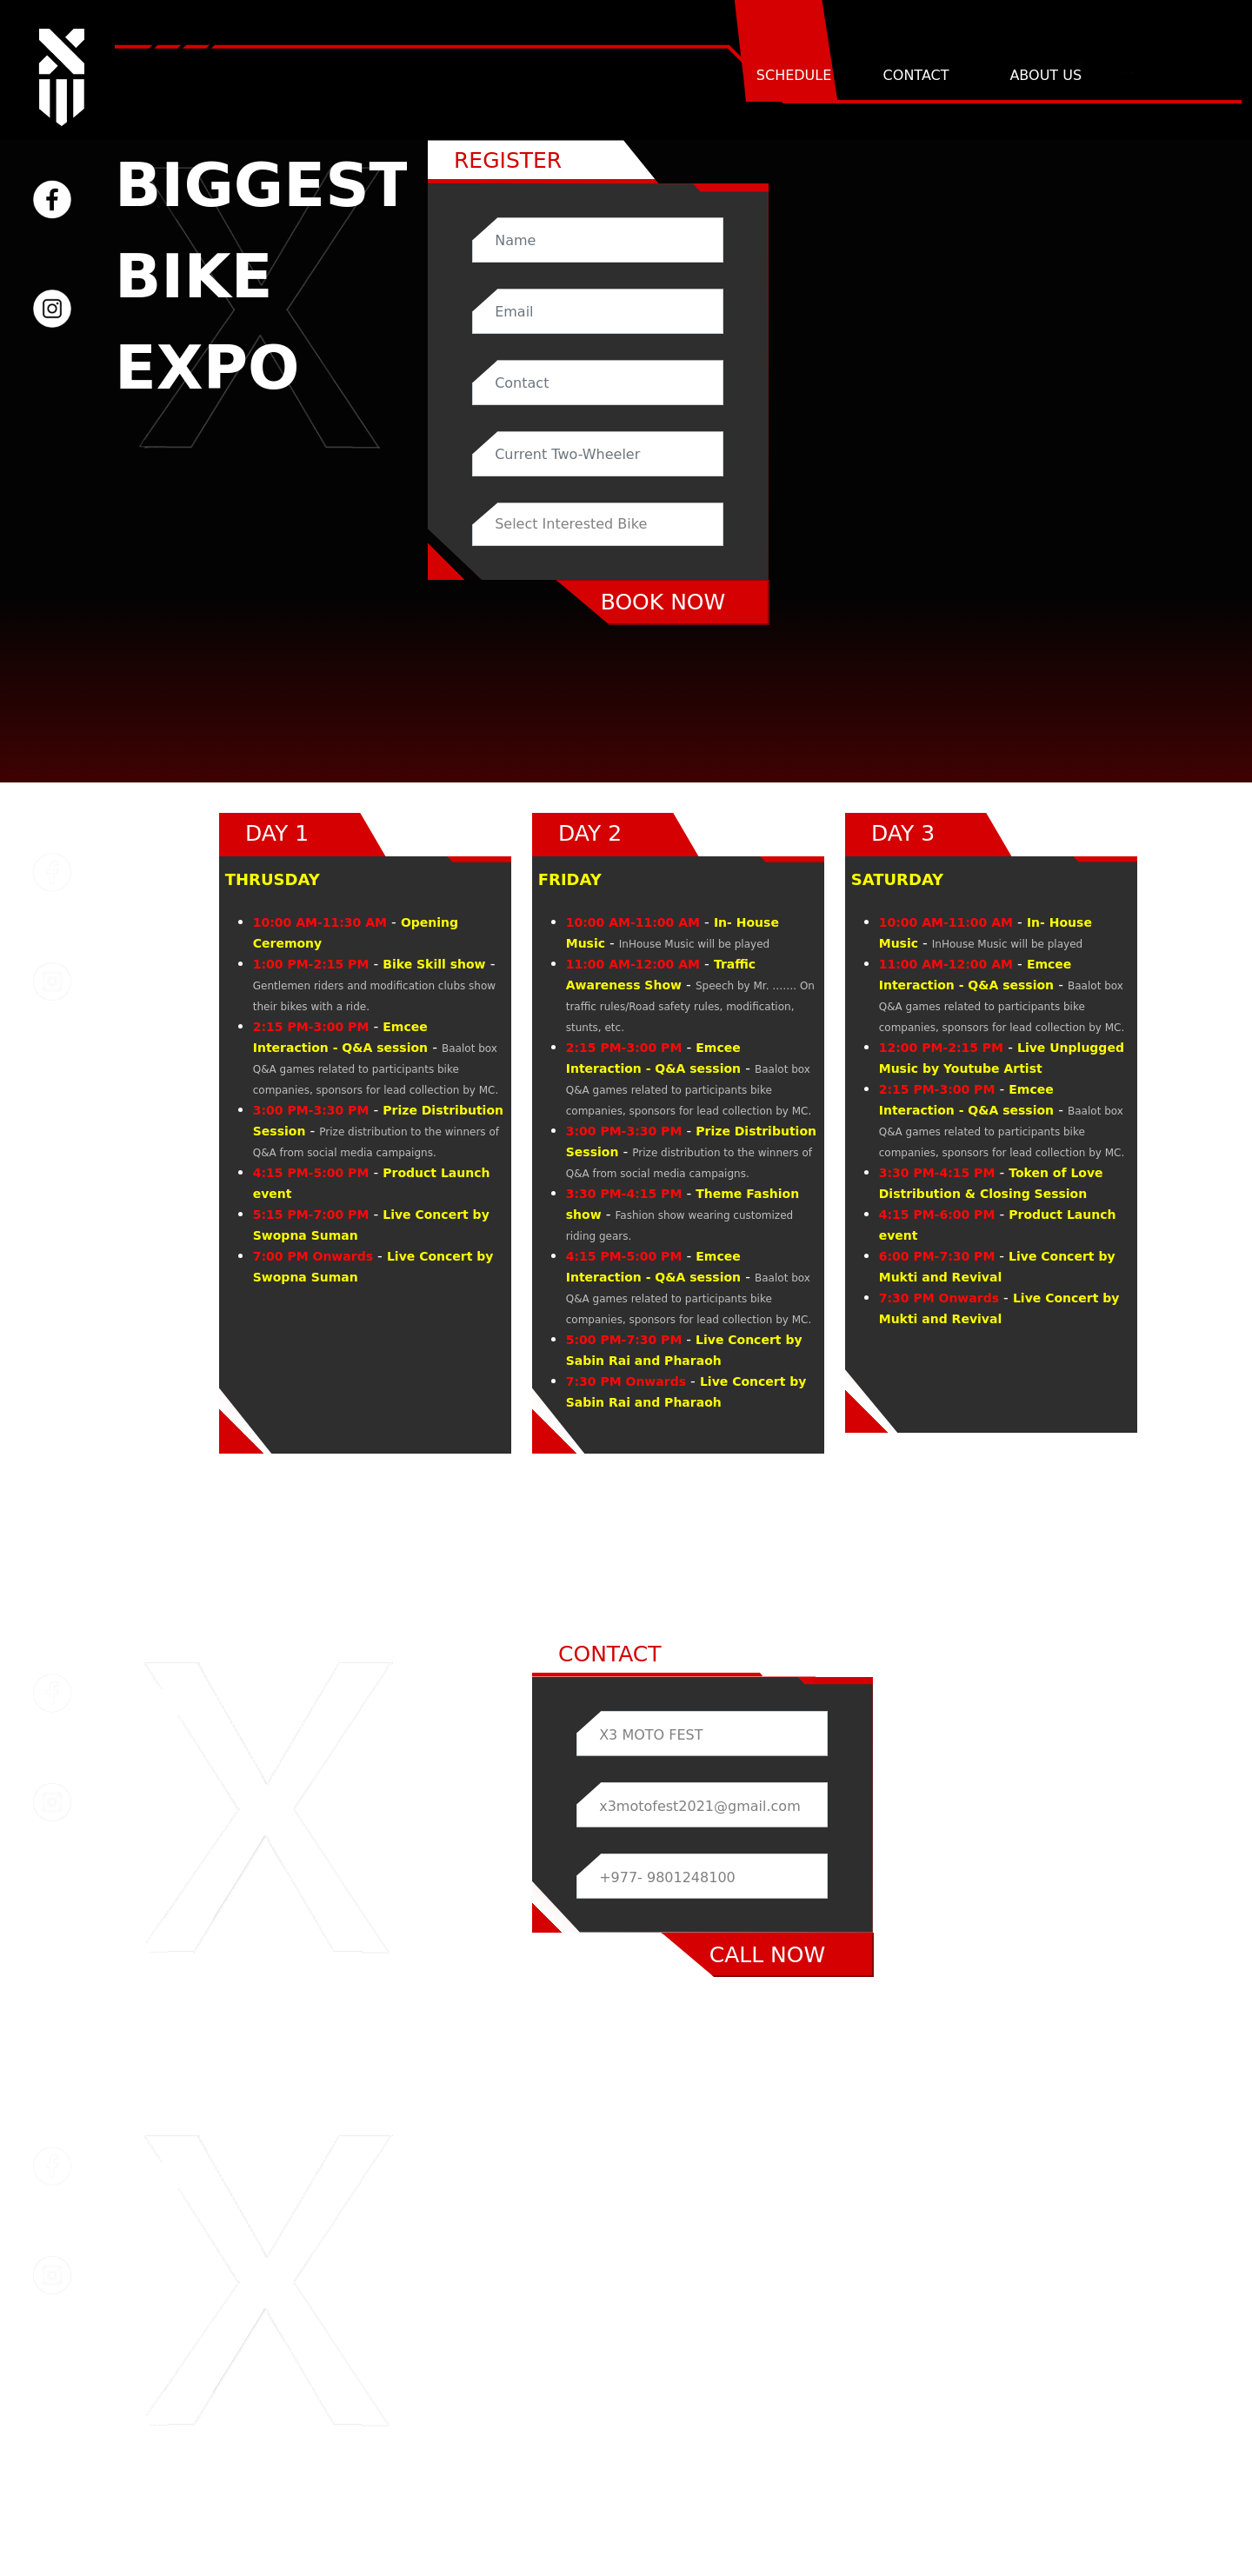 SCHEDULE CONTACT ABOUT US
BIGGEST
BIKE
EXPO
REGISTER
Name
Email
Contact
Current Two-Wheeler
Select Interested Bike
BOOK NOW
DAY 1
THRUSDAY
10:00 AM-11:30 AM - Opening
Ceremony
1:00 PM-2:15 PM - Bike Skill show -
Gentlemen riders and modification clubs show
their bikes with a ride.
2:15 PM-3:00 PM - Emcee
Interaction - Q&A session - Baalot box
Q&A games related to participants bike
companies, sponsors for lead collection by MC.
3:00 PM-3:30 PM - Prize Distribution
Session - Prize distribution to the winners of
Q&A from social media campaigns.
4:15 PM-5:00 PM - Product Launch
event
5:15 PM-7:00 PM - Live Concert by
Swopna Suman
7:00 PM Onwards - Live Concert by
Swopna Suman
DAY 2
FRIDAY
10:00 AM-11:00 AM - In- House
Music - InHouse Music will be played
11:00 AM-12:00 AM - Traffic
Awareness Show - Speech by Mr. ....... On
traffic rules/Road safety rules, modification,
stunts, etc.
2:15 PM-3:00 PM - Emcee
Interaction - Q&A session - Baalot box
Q&A games related to participants bike
companies, sponsors for lead collection by MC.
3:00 PM-3:30 PM - Prize Distribution
Session - Prize distribution to the winners of
Q&A from social media campaigns.
3:30 PM-4:15 PM - Theme Fashion
show - Fashion show wearing customized
riding gears.
4:15 PM-5:00 PM - Emcee
Interaction - Q&A session - Baalot box
Q&A games related to participants bike
companies, sponsors for lead collection by MC.
5:00 PM-7:30 PM - Live Concert by
Sabin Rai and Pharaoh
7:30 PM Onwards - Live Concert by
Sabin Rai and Pharaoh
DAY 3
SATURDAY
10:00 AM-11:00 AM - In- House
Music - InHouse Music will be played
11:00 AM-12:00 AM - Emcee
Interaction - Q&A session - Baalot box
Q&A games related to participants bike
companies, sponsors for lead collection by MC.
12:00 PM-2:15 PM - Live Unplugged
Music by Youtube Artist
2:15 PM-3:00 PM - Emcee
Interaction - Q&A session - Baalot box
Q&A games related to participants bike
companies, sponsors for lead collection by MC.
3:30 PM-4:15 PM - Token of Love
Distribution & Closing Session
4:15 PM-6:00 PM - Product Launch
event
6:00 PM-7:30 PM - Live Concert by
Mukti and Revival
7:30 PM Onwards - Live Concert by
Mukti and Revival
CONTACT
X3 MOTO FEST
x3motofest2021@gmail.com
+977- 9801248100
CALL NOW